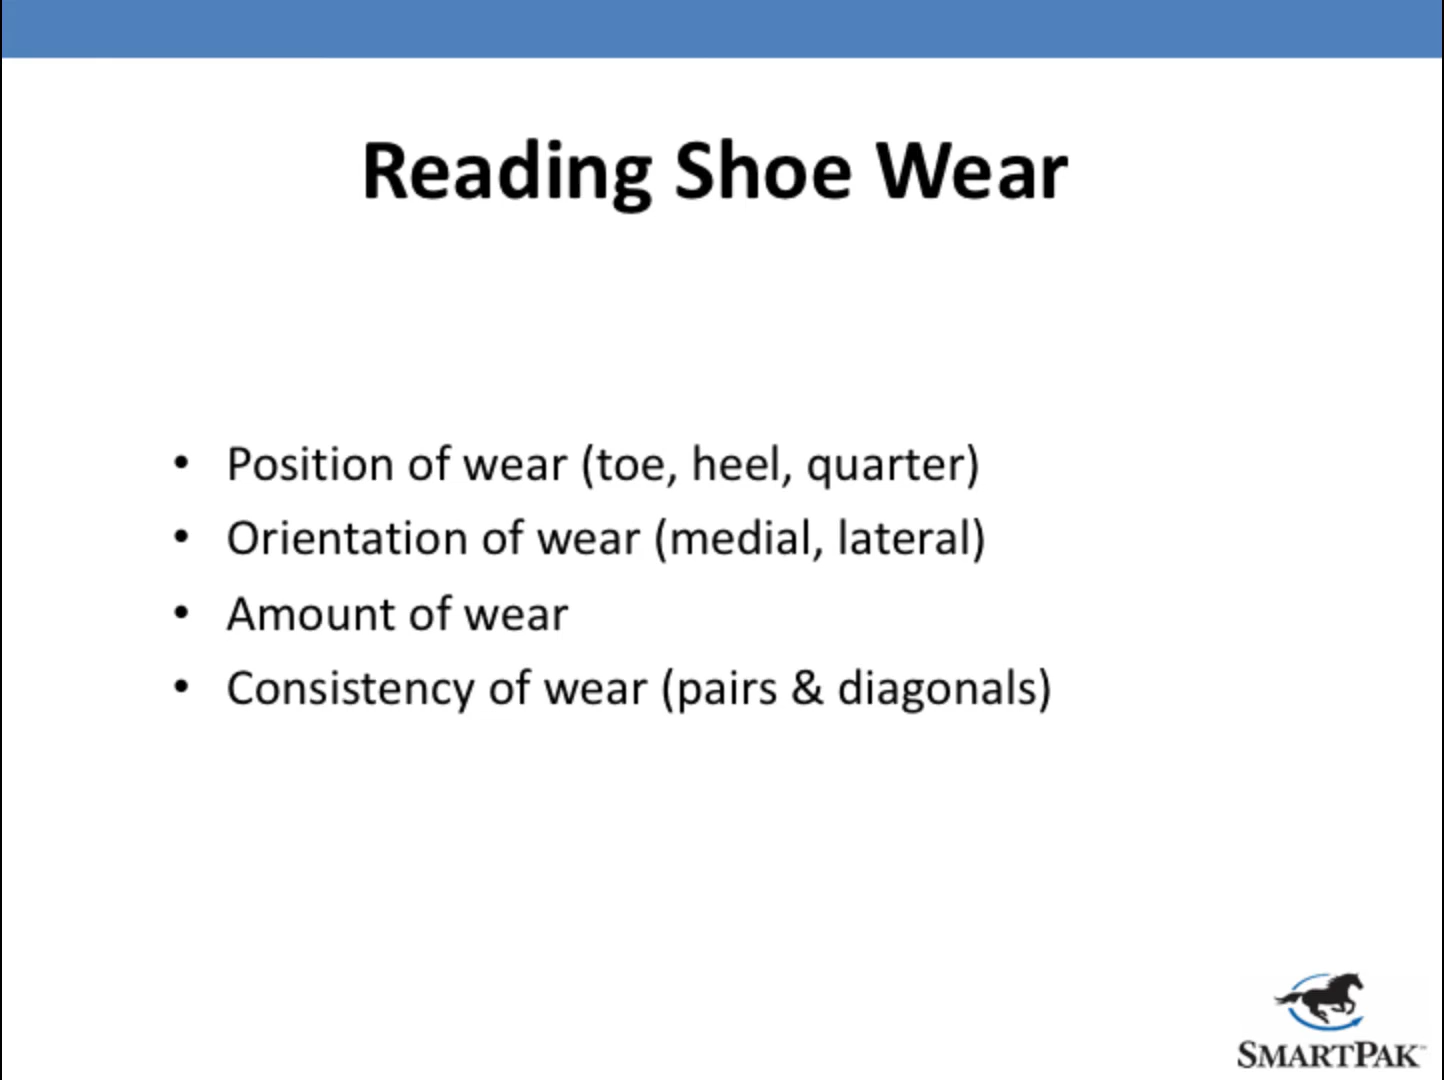 Reading Shoe Wear
• Position of wear (toe, heel, quarter)
• Orientation of wear (medial, lateral)
• Amount of wear
• Consistency of wear (pairs & diagonals)
SMARTPAK™